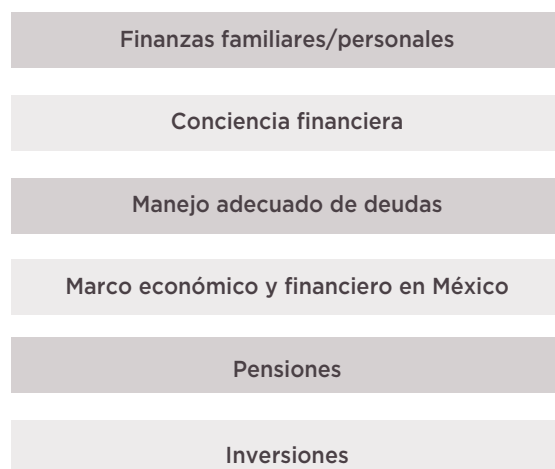 Finanzas familiares/personales
Conciencia financiera
Manejo adecuado de deudas
Marco económico y financiero en México
Pensiones
Inversiones